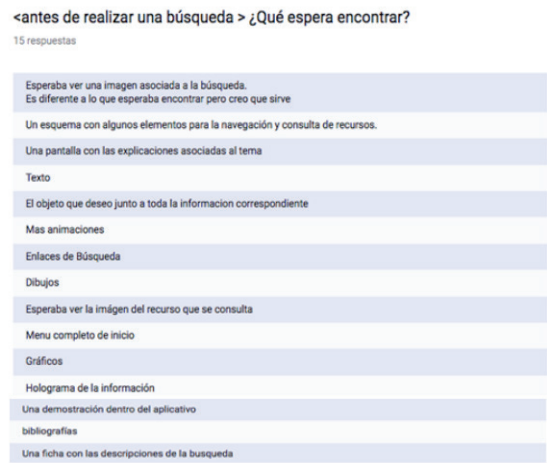 <antes de realizar una búsqueda > ¿Qué espera encontrar?
15 respuestas
Esperaba ver una imagen asociada a la búsqueda.
Es diferente a lo que esperaba encontrar pero creo que sirve
Un esquema con algunos elementos para la navegación y consulta de recursos.
Una pantalla con las explicaciones asociadas al tema
Texto
El objeto que deseo junto a toda la informacion correspondiente
Mas animaciones
Enlaces de Búsqueda
Dibujos
Esperaba ver la imágen del recurso que se consulta
Menu completo de inicio
Gráficos
Holograma de la información
Una demostración dentro del aplicativo
bibliografías
Una ficha con las descripciones de la busqueda